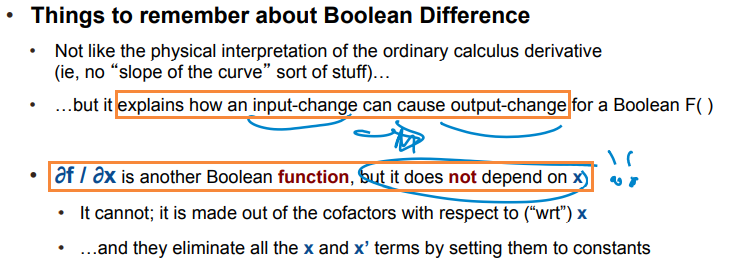 • Things to remember about Boolean Difference
• Not like the physical interpretation of the ordinary calculus derivative
(ie, no “slope of the curve” sort of stuff)…
• …but it explains how an input-change can cause output-change for a Boolean F( )
• ∂f / ∂x is another Boolean function, but it does not depend on x
• It cannot; it is made out of the cofactors with respect to (“wrt”) x
• …and they eliminate all the x and x’ terms by setting them to constants